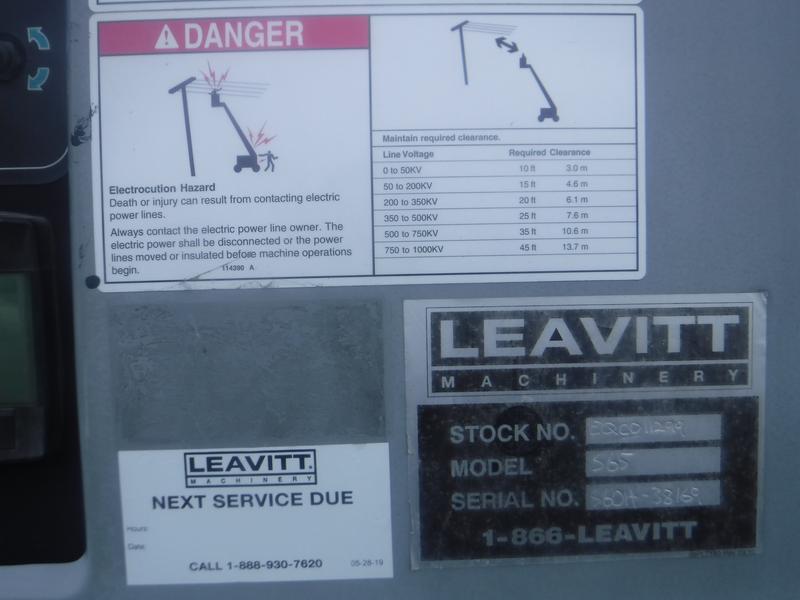 DANGER
Electrocution Hazard
Death or injury can result from contacting electric
power lines.
Always contact the electric power line owner. The
electric power shall be disconnected or the power
lines moved or insulated before machine operations
begin.
114390 A
Maintain required clearance.
Line Voltage Required Clearance
0 to 50KV 10 ft 3.0 m
50 to 200KV 15 ft 4.6 m
200 to 350KV 20 ft 6.1 m
350 to 500KV 25 ft 7.6 m
500 to 750KV 35 ft 10.6 m
750 to 1000KV 45 ft 13.7 m
LEAVITT.
MACHINERY
NEXT SERVICE DUE
Hours:
Date:
CALL 1-888-930-7620 05-28-19
LEAVITT
MACHINERY
STOCK NO.
MODEL S65
SERIAL NO. S60H-38169
1-866-LEAVITT